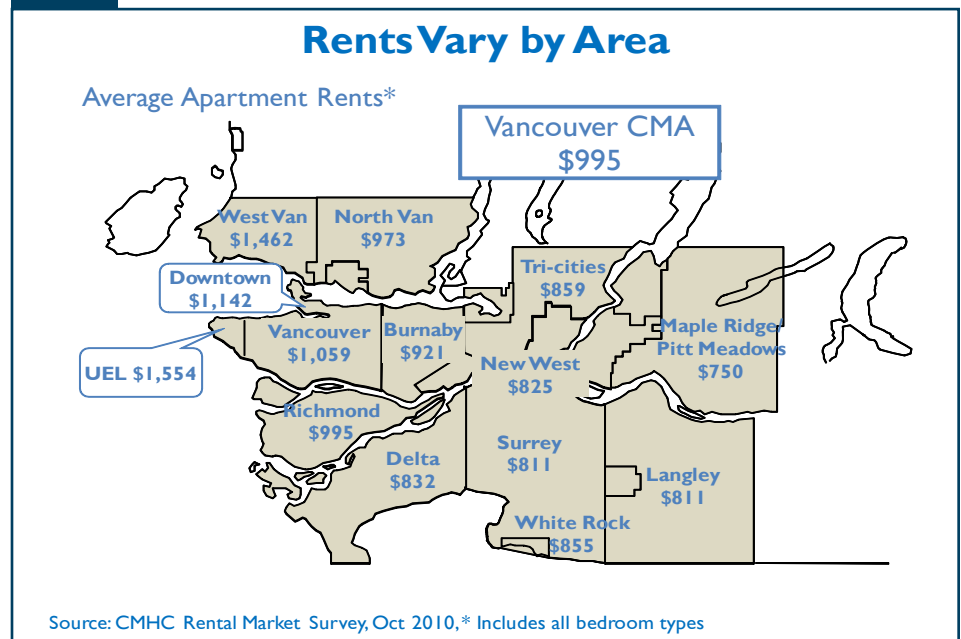 Rents Vary by Area
Average Apartment Rents*
Vancouver CMA
$995
West Van
$1,462
North Van
$973
Downtown
$1,142
Tri-cities
$859
Vancouver
$1,059
Burnaby
$921
Maple Ridge/
Pitt Meadows
$750
UEL $1,554
New West
$825
Richmond
$995
Surrey
$811
Delta
$832
Langley
$811
White Rock
$855
Source: CMHC Rental Market Survey, Oct 2010, * Includes all bedroom types